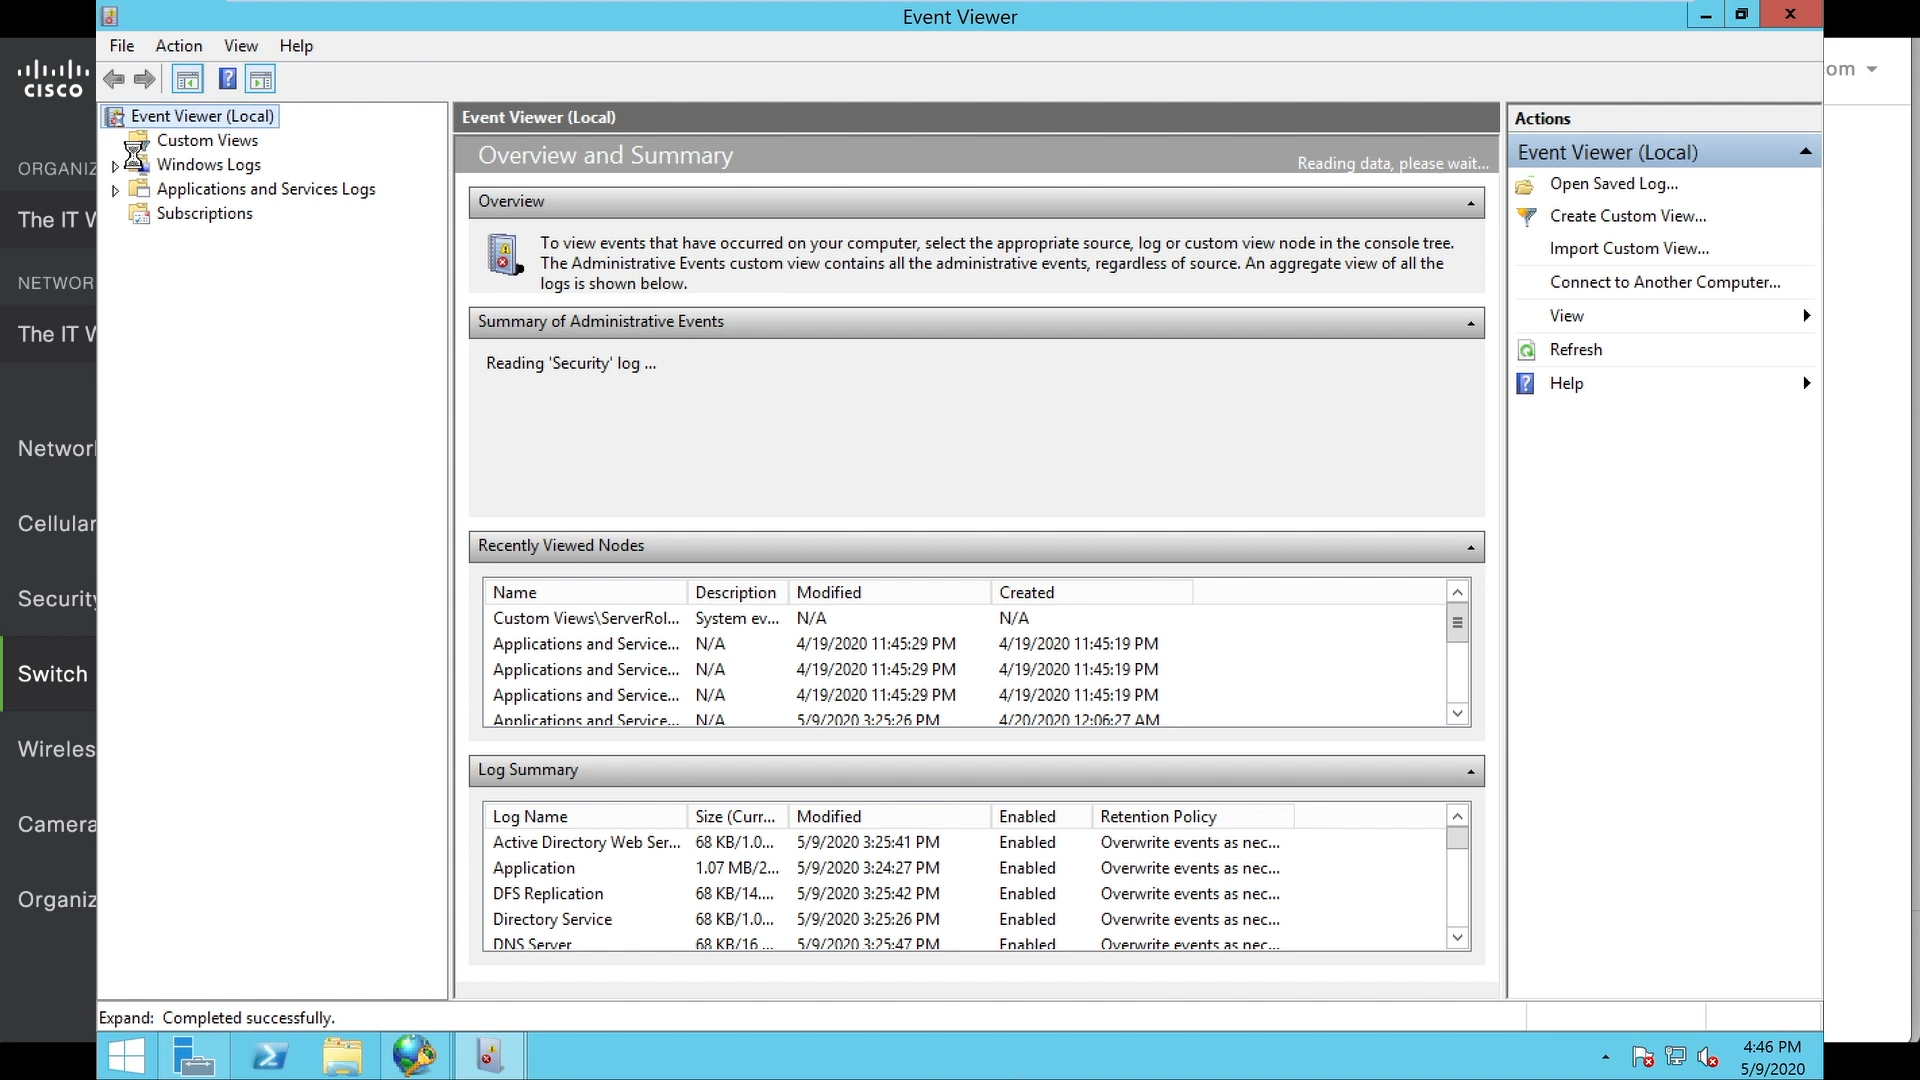 Event Viewer
File Action View Help
cisco
om
ORGANIZ
The IT W
NETWOR
The IT W
Networ
Cellular
Security
Switch
Wireles
Camera
Organiz
Event Viewer (Local)
Custom Views
Windows Logs
Applications and Services Logs
Subscriptions
Event Viewer (Local)
Overview and Summary
Reading data, please wait...
Overview
To view events that have occurred on your computer, select the appropriate source, log or custom view node in the console tree.
The Administrative Events custom view contains all the administrative events, regardless of source. An aggregate view of all the
logs is shown below.
Summary of Administrative Events
Reading 'Security' log ...
Recently Viewed Nodes
Name Description Modified Created
Custom Views\ServerRol... System ev... N/A N/A
Applications and Service... N/A 4/19/2020 11:45:29 PM 4/19/2020 11:45:19 PM
Applications and Service... N/A 4/19/2020 11:45:29 PM 4/19/2020 11:45:19 PM
Applications and Service... N/A 4/19/2020 11:45:29 PM 4/19/2020 11:45:19 PM
Applications and Service... N/A 5/9/2020 3:25:26 PM 4/20/2020 12:06:27 AM
Log Summary
Log Name Size (Curr... Modified Enabled Retention Policy
Active Directory Web Ser... 68 KB/1.0... 5/9/2020 3:25:41 PM Enabled Overwrite events as nec...
Application 1.07 MB/2... 5/9/2020 3:24:27 PM Enabled Overwrite events as nec...
DFS Replication 68 KB/14.... 5/9/2020 3:25:42 PM Enabled Overwrite events as nec...
Directory Service 68 KB/1.0... 5/9/2020 3:25:26 PM Enabled Overwrite events as nec...
DNS Server 68 KB/16 ... 5/9/2020 3:25:47 PM Enabled Overwrite events as nec...
Actions
Event Viewer (Local)
Open Saved Log...
Create Custom View...
Import Custom View...
Connect to Another Computer...
View
Refresh
Help
Expand: Completed successfully.
4:46 PM
5/9/2020